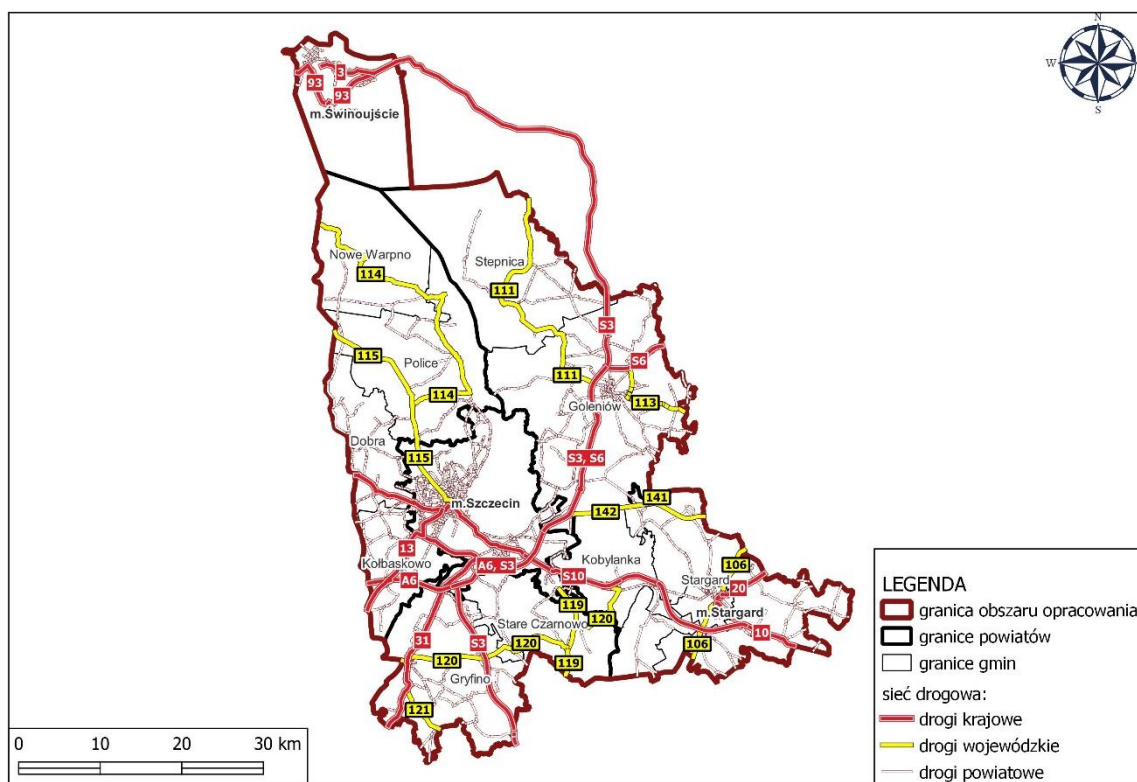 N
W
E
S
3
93
93
m.Świnoujście
Nowe Warpno
114
Stepnica
111
S3
115
Police
S6
111
114
113
Goleniów
Dobra
115
S3, S6
m.Szczecin
141
142
13
Kołbaskowo
A6, S3
Kobylanka
106
A6
S10
Stargard
20
119
m.Stargard
120
Stare Czarnowo
10
31
S3
120
106
120
119
Gryfino
121
0 10 20 30 km
LEGENDA
granica obszaru opracowania
granice powiatów
granice gmin
sieć drogowa:
drogi krajowe
drogi wojewódzkie
drogi powiatowe